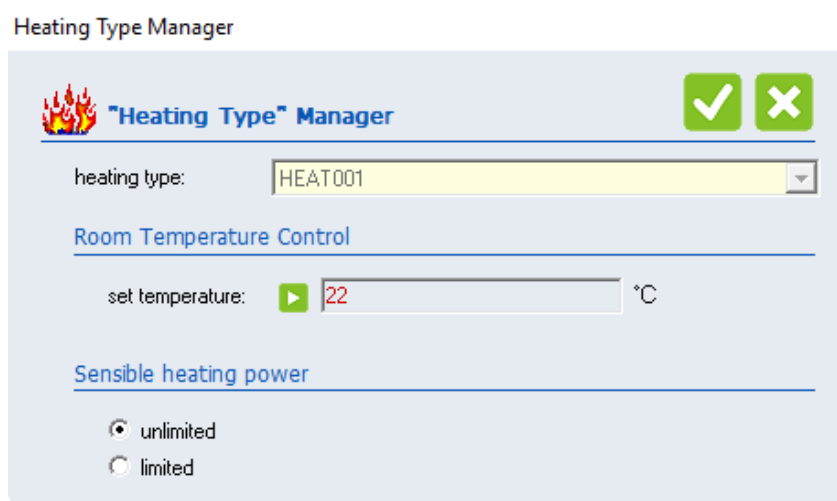 Heating Type Manager
"Heating Type" Manager
heating type: HEAT001
Room Temperature Control
set temperature: 22 °C
Sensible heating power
unlimited
limited